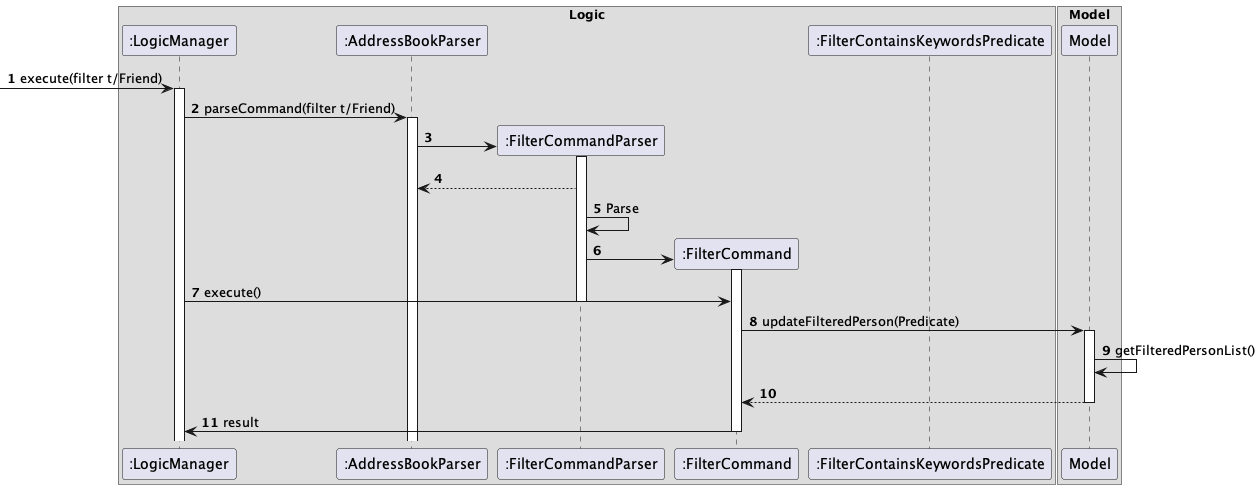 Logic
Model
:LogicManager
:AddressBookParser
:FilterContainsKeywordsPredicate
Model
1 execute(filter t/Friend)
2 parseCommand(filter t/Friend)
3
:FilterCommandParser
4
5 Parse
6
:FilterCommand
7 execute()
8 updateFilteredPerson(Predicate)
9 getFilteredPersonList()
10
11 result
:LogicManager
:AddressBookParser
:FilterCommandParser
:FilterCommand
:FilterContainsKeywordsPredicate
Model